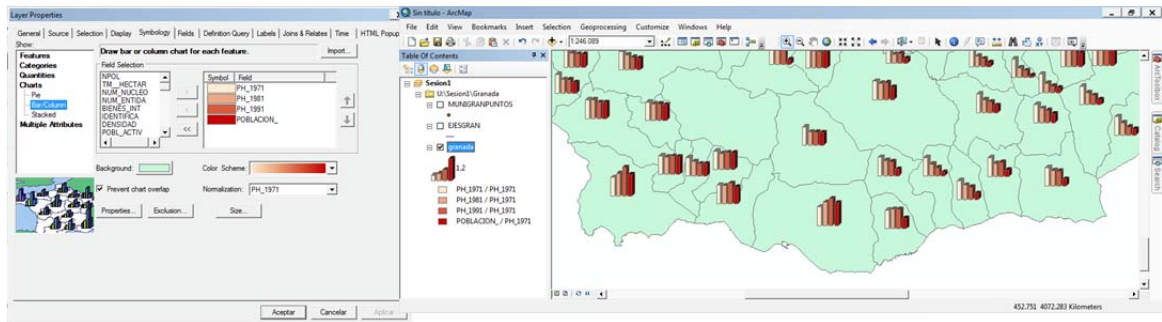 Layer Properties
General Source Selection Display Symbology Fields Definition Query Labels Joins & Relates Time HTML Popup
Show:
Features
Categories
Quantities
Charts
Pie
Bar/Column
Stacked
Multiple Attributes
Draw bar or column chart for each feature.
Import...
Field Selection
NPOL
TM__HECTAR
NUM_NUCLEO
NUM_ENTIDA
BIENES_INT
IDENTIFICA
DENSIDAD
POBL_ACTIV
>
<
<<
Symbol Field
PH_1971
PH_1981
PH_1991
POBLACION_
Background:
Color Scheme:
Prevent chart overlap
Normalization: PH_1971
Properties... Exclusion... Size...
Aceptar Cancelar Aplicar
Sin título - ArcMap
File Edit View Bookmarks Insert Selection Geoprocessing Customize Windows Help
1:246.089
Table Of Contents
Sesion1
U:\Sesion1\Granada
MUNIGRANPUNTOS
EJESGRAN
granada
1,2
PH_1971 / PH_1971
PH_1981 / PH_1971
PH_1991 / PH_1971
POBLACION_ / PH_1971
ArcToolbox
Catalog
Search
452,751 4072,283 Kilometers